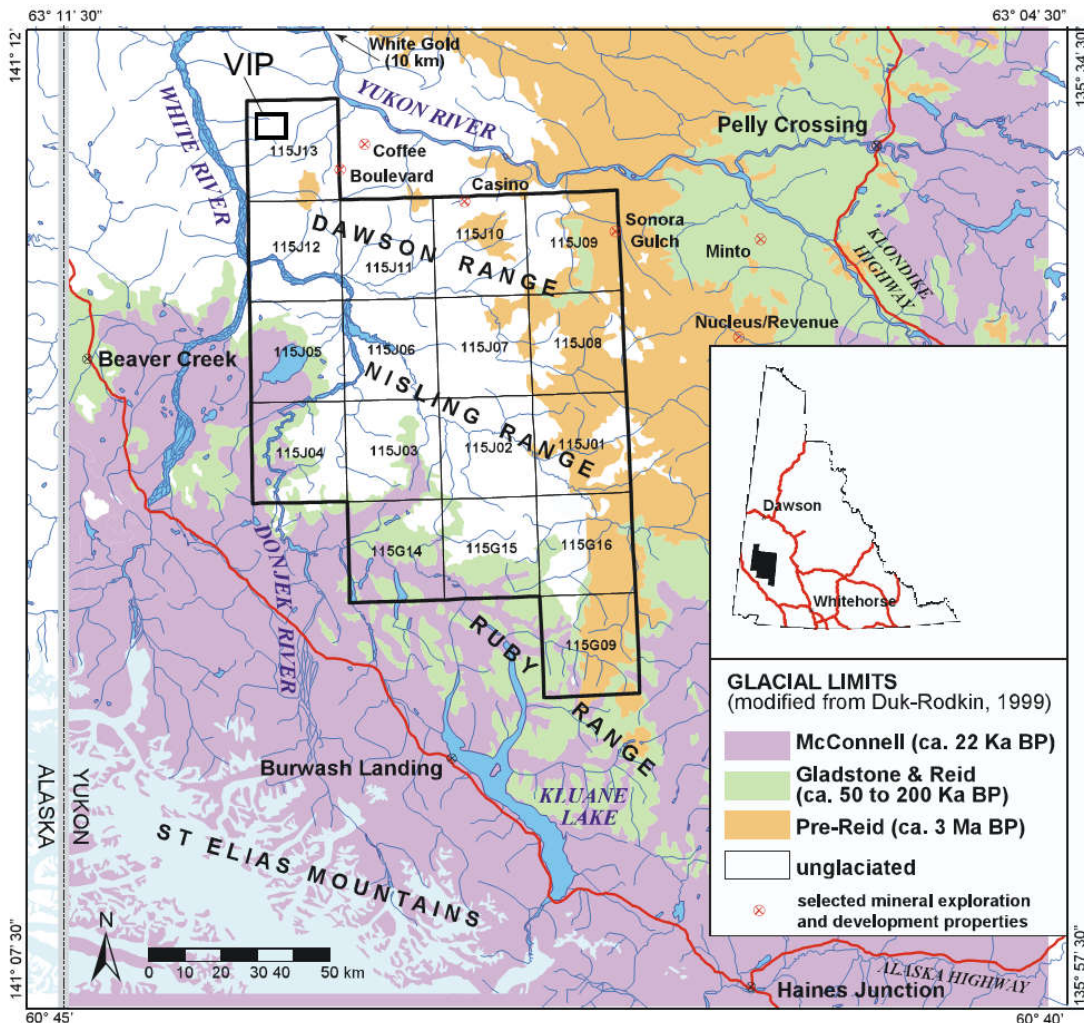 63° 11' 30"
63° 04' 30"
141° 12'
135° 34' 30"
White Gold
(10 km)
VIP
WHITE RIVER
YUKON RIVER
Pelly Crossing
115J13
Coffee
Boulevard
Casino
DAWSON RANGE
115J12
115J11
115J10
115J09
Sonora
Gulch
Minto
KLONDIKE
HIGHWAY
Nucleus/Revenue
Beaver Creek
115J05
115J06
115J07
115J08
NISLING RANGE
115J04
115J03
115J02
115J01
DONJEK RIVER
115G14
115G15
115G16
115G09
RUBY RANGE
Dawson
Whitehorse
GLACIAL LIMITS
(modified from Duk-Rodkin, 1999)
McConnell (ca. 22 Ka BP)
Gladstone & Reid
(ca. 50 to 200 Ka BP)
Pre-Reid (ca. 3 Ma BP)
unglaciated
selected mineral exploration
and development properties
Burwash Landing
KLUANE
LAKE
ALASKA
YUKON
ST ELIAS MOUNTAINS
N
0 10 20 30 40 50 km
ALASKA HIGHWAY
Haines Junction
141° 07' 30"
135° 57' 30"
60° 45'
60° 40'